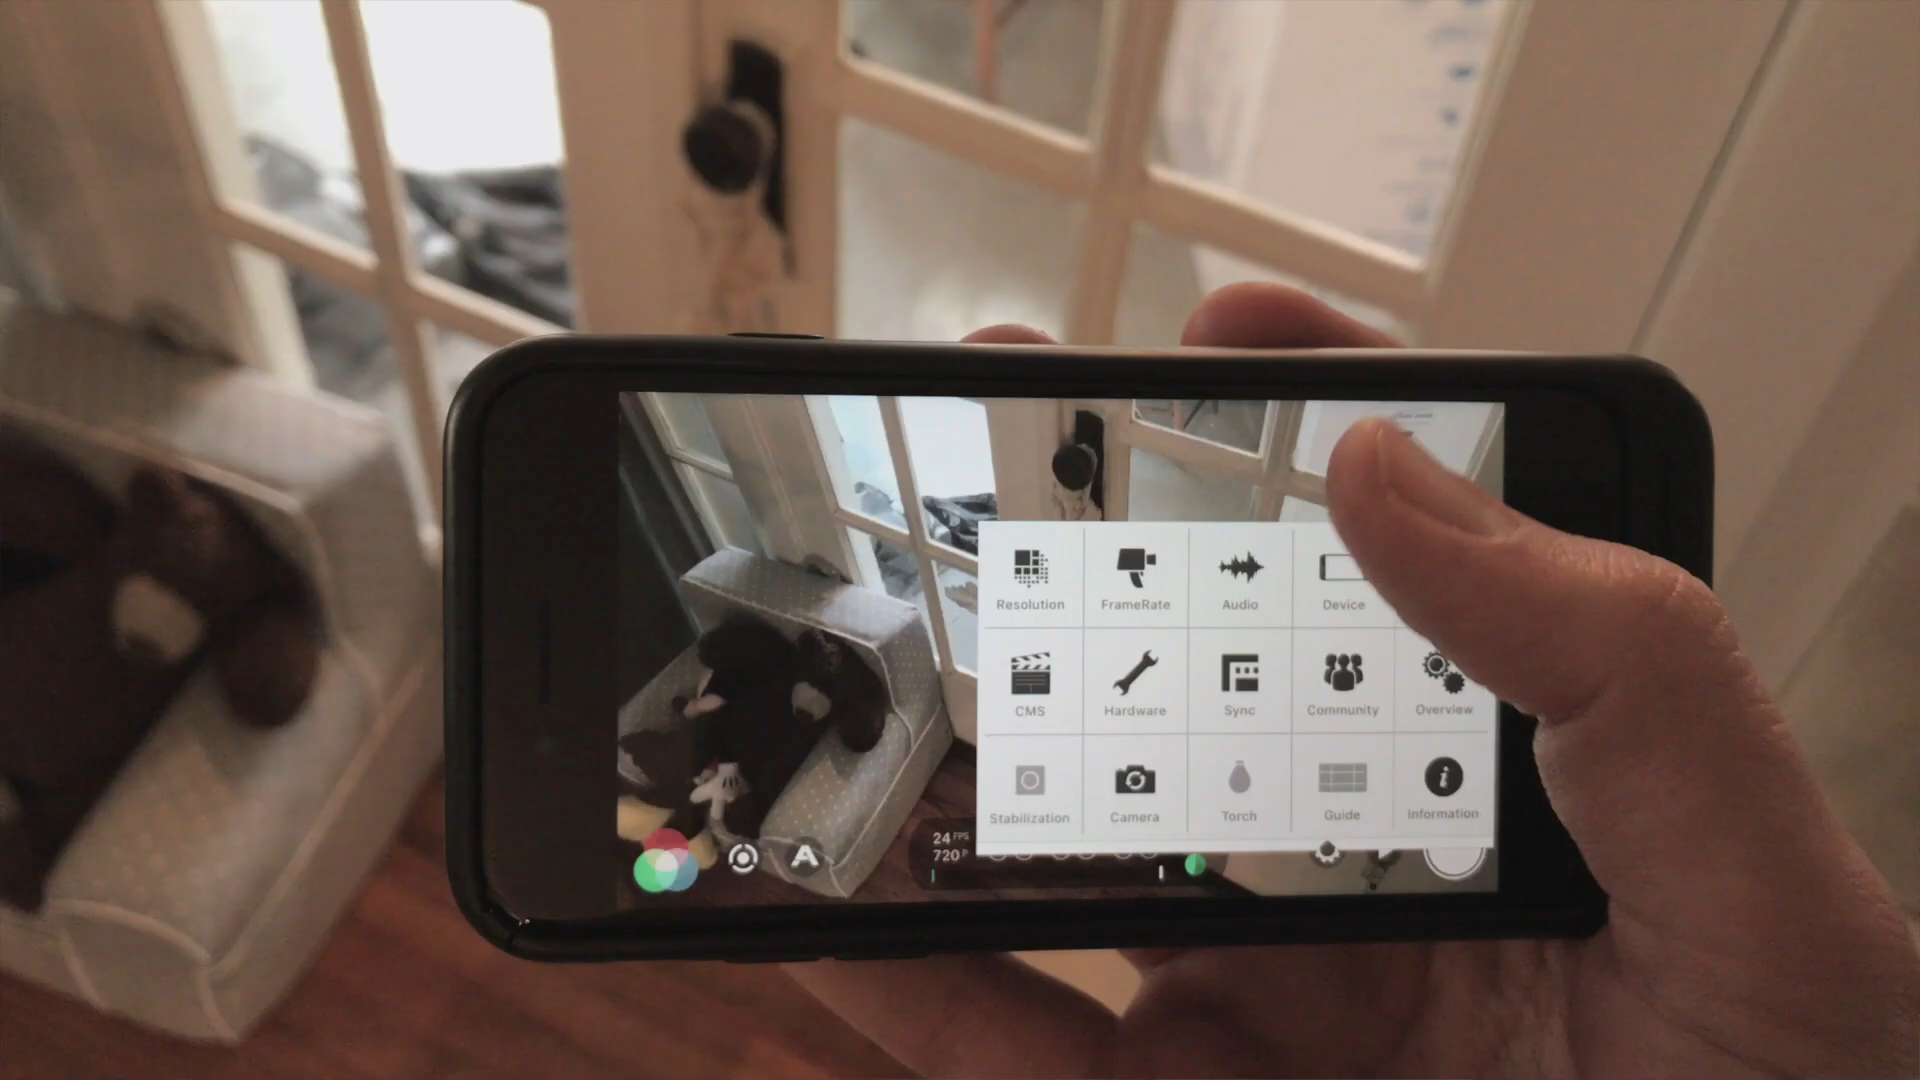 Resolution
FrameRate
Audio
Device
CMS
Hardware
Sync
Community
Overview
Stabilization
Camera
Torch
Guide
Information
24 FPS
720 P
A